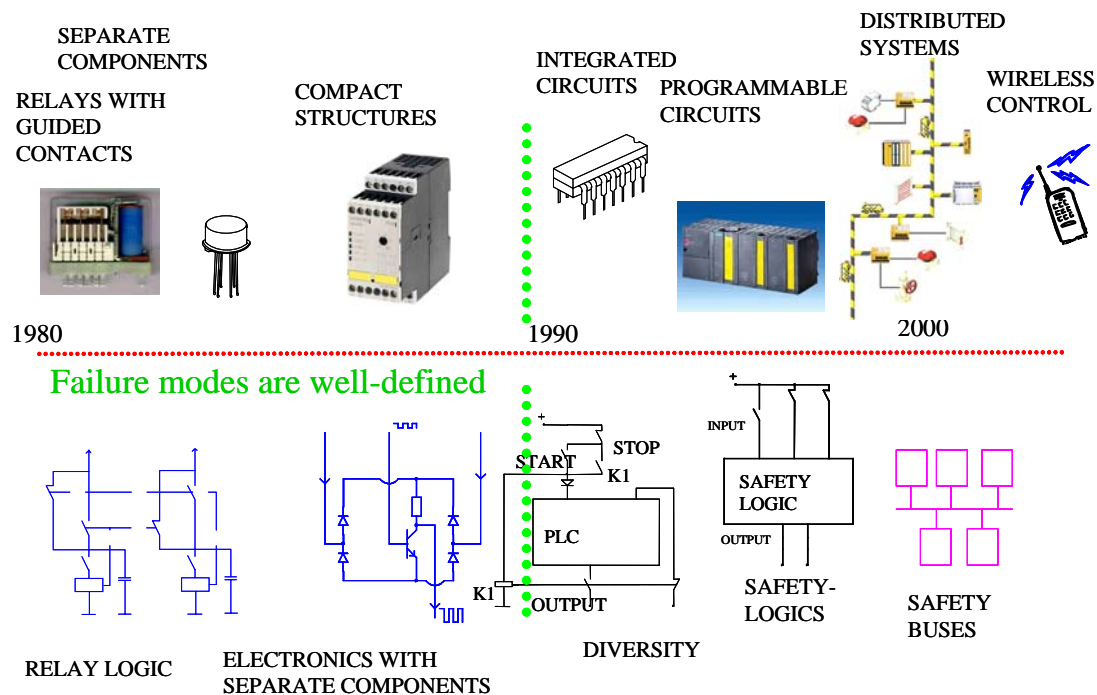 SEPARATE
COMPONENTS
RELAYS WITH
GUIDED
CONTACTS
COMPACT
STRUCTURES
INTEGRATED
CIRCUITS
PROGRAMMABLE
CIRCUITS
DISTRIBUTED
SYSTEMS
WIRELESS
CONTROL
1980
1990
2000
Failure modes are well-defined
+
STOP
START
K1
PLC
K1
OUTPUT
DIVERSITY
+
INPUT
SAFETY
LOGIC
OUTPUT
SAFETY-
LOGICS
SAFETY
BUSES
RELAY LOGIC
ELECTRONICS WITH
SEPARATE COMPONENTS